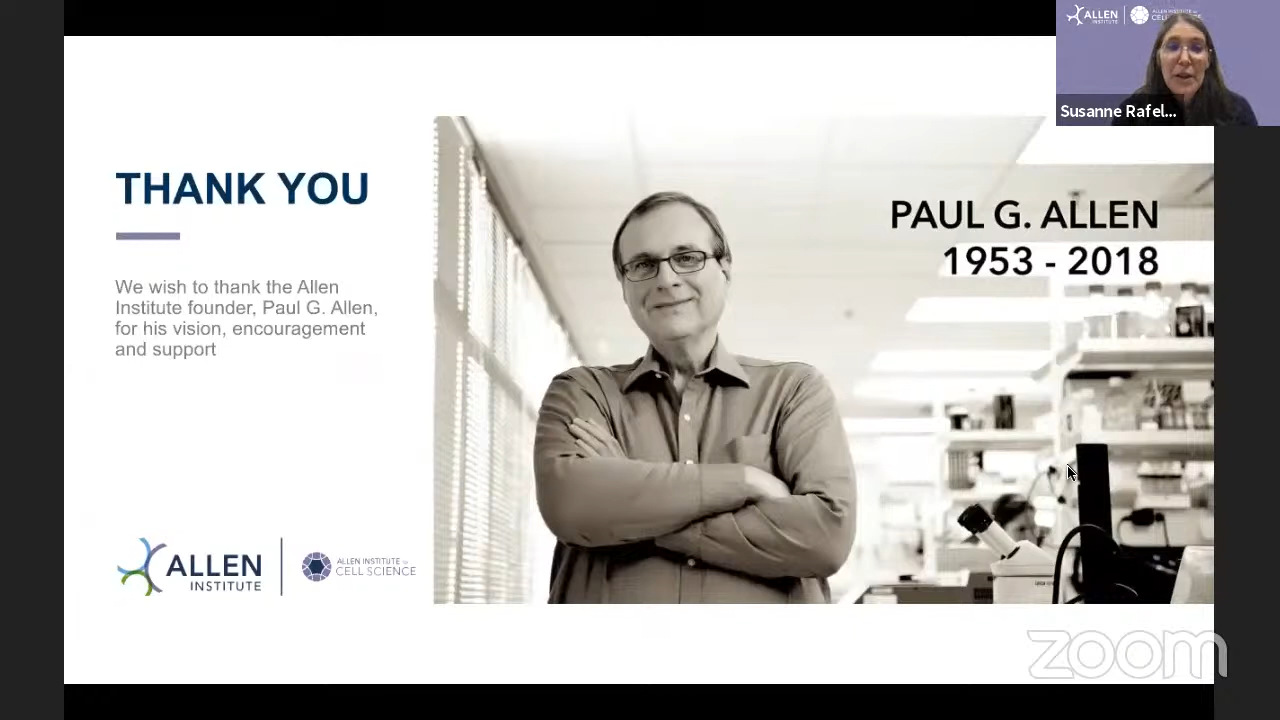 ALLEN
INSTITUTE
ALLEN INSTITUTE for
CELL SCIENCE
Susanne Rafel...
THANK YOU
We wish to thank the Allen
Institute founder, Paul G. Allen,
for his vision, encouragement
and support
PAUL G. ALLEN
1953 - 2018
ALLEN
INSTITUTE
ALLEN INSTITUTE for
CELL SCIENCE
zoom